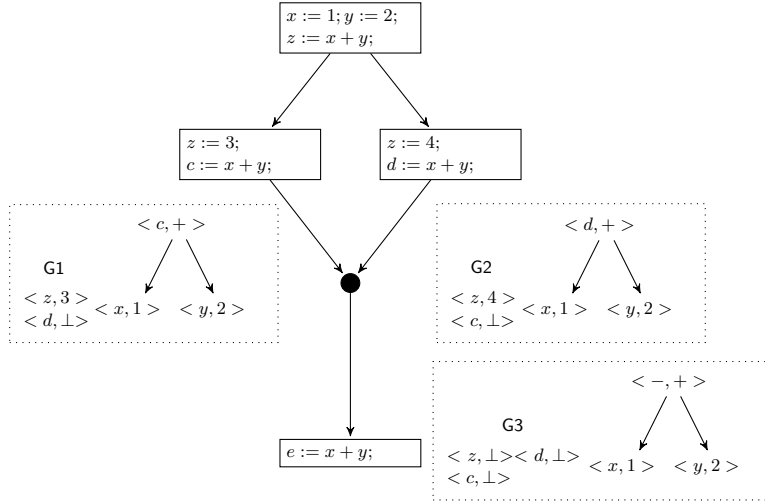 x := 1; y := 2;
z := x + y;
z := 3;
c := x + y;
z := 4;
d := x + y;
< c, + >
G1
< z, 3 >
< d, ⊥ >
< x, 1 >
< y, 2 >
< d, + >
G2
< z, 4 >
< c, ⊥ >
< x, 1 >
< y, 2 >
e := x + y;
< −, + >
G3
< z, ⊥ >< d, ⊥ >
< c, ⊥ >
< x, 1 >
< y, 2 >